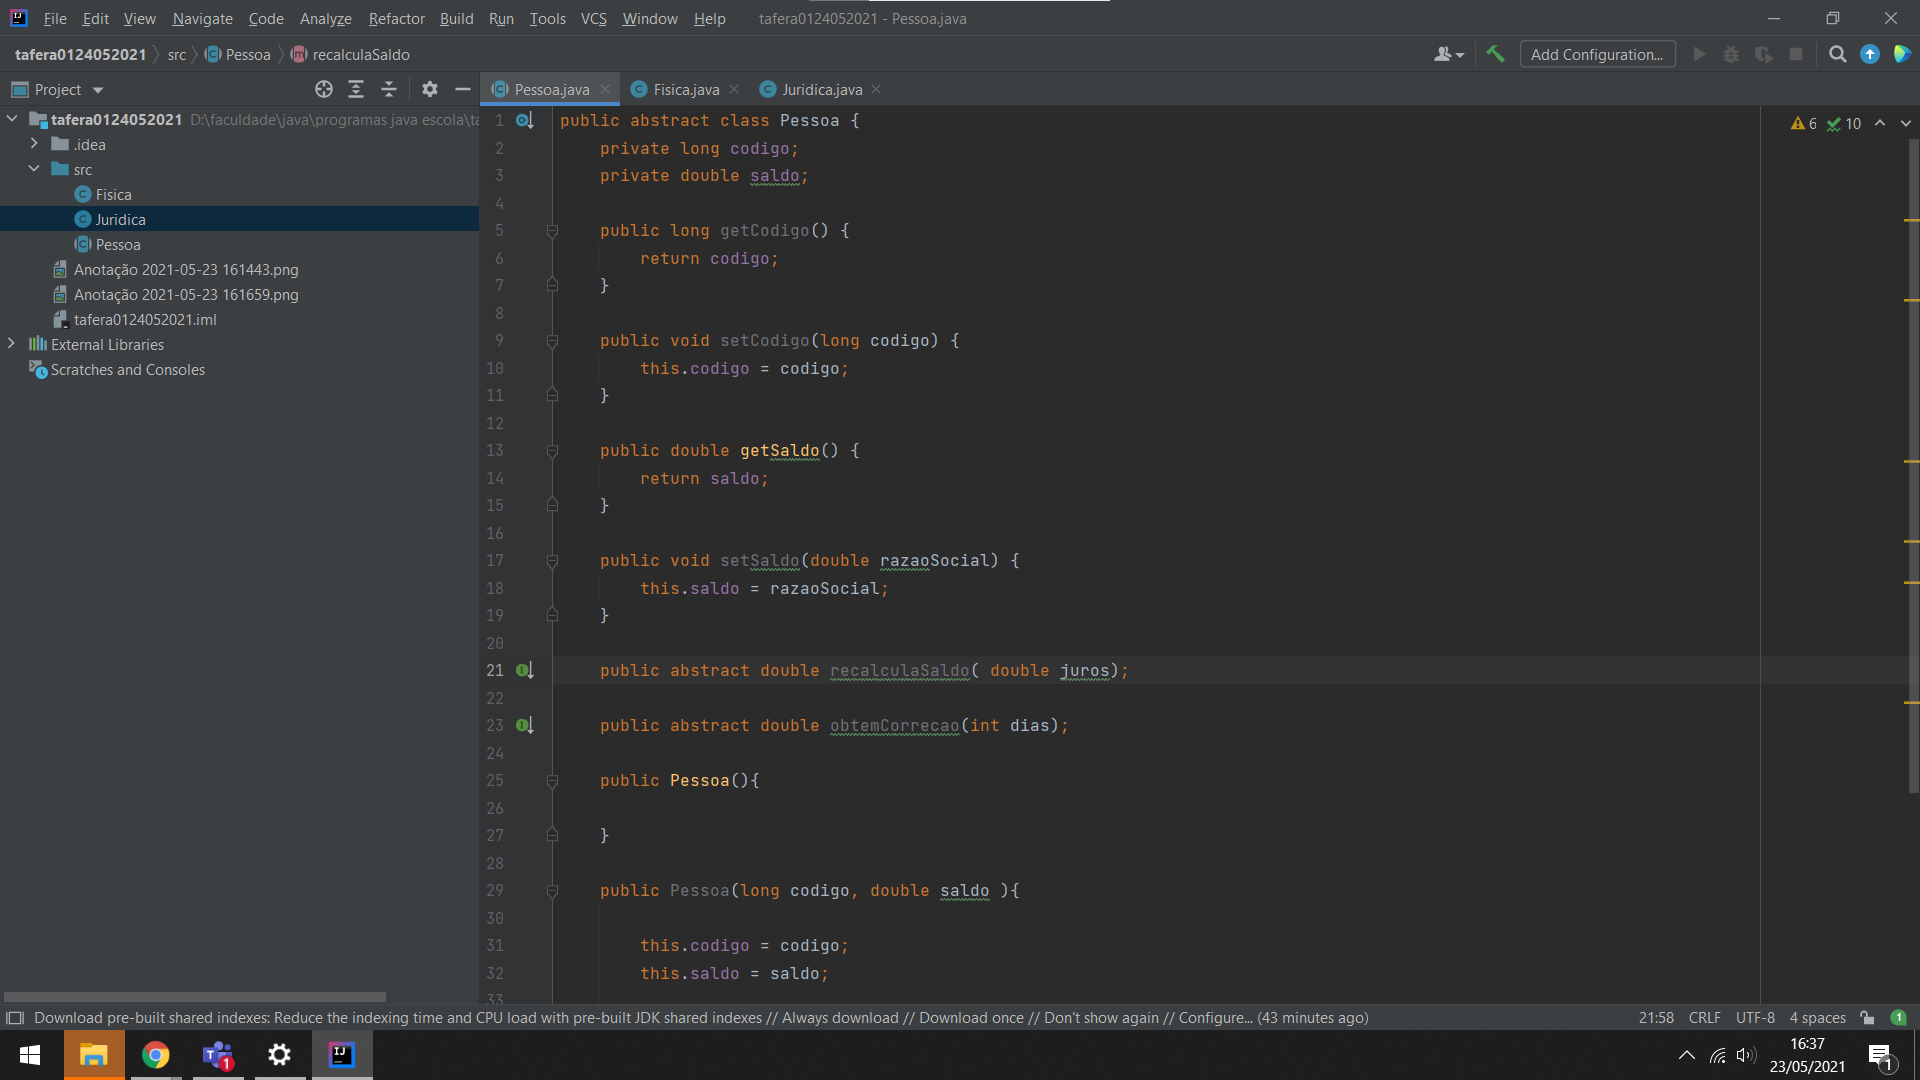 File Edit View Navigate Code Analyze Refactor Build Run Tools VCS Window Help tafera0124052021 - Pessoa.java
tafera0124052021 src Pessoa recalculaSaldo Add Configuration...
Project Pessoa.java Fisica.java Juridica.java
tafera0124052021 D:\faculdade\java\programas java escola\ta
.idea
src
Fisica
Juridica
Pessoa
Anotação 2021-05-23 161443.png
Anotação 2021-05-23 161659.png
tafera0124052021.iml
External Libraries
Scratches and Consoles
6 10
1 public abstract class Pessoa {
2 private long codigo;
3 private double saldo;
4
5 public long getCodigo() {
6 return codigo;
7 }
8
9 public void setCodigo(long codigo) {
10 this.codigo = codigo;
11 }
12
13 public double getSaldo() {
14 return saldo;
15 }
16
17 public void setSaldo(double razaoSocial) {
18 this.saldo = razaoSocial;
19 }
20
21 public abstract double recalculaSaldo( double juros);
22
23 public abstract double obtemCorrecao(int dias);
24
25 public Pessoa(){
26
27 }
28
29 public Pessoa(long codigo, double saldo ){
30
31 this.codigo = codigo;
32 this.saldo = saldo;
33
Download pre-built shared indexes: Reduce the indexing time and CPU load with pre-built JDK shared indexes // Always download // Download once // Don't show again // Configure... (43 minutes ago) 21:58 CRLF UTF-8 4 spaces 1
16:37
23/05/2021
1
1